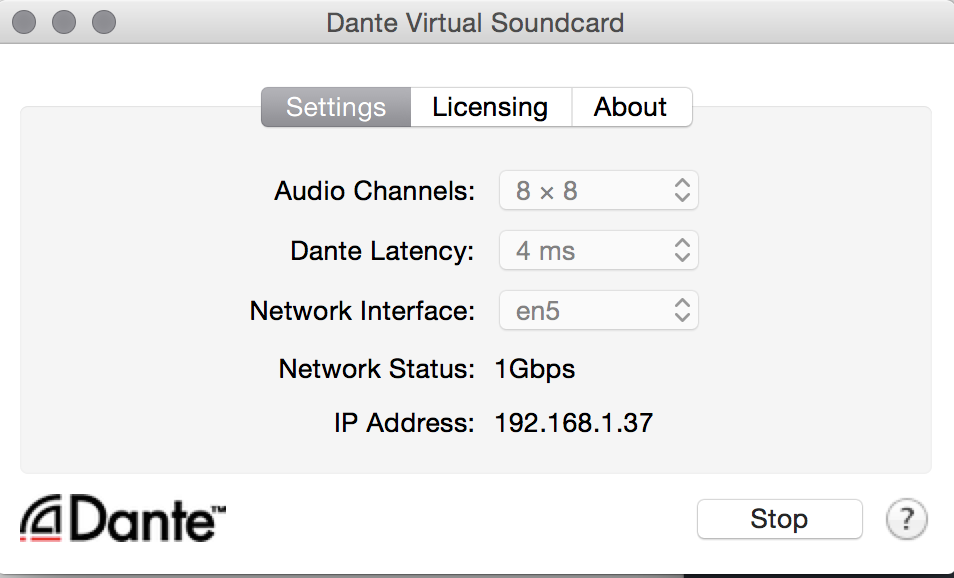 Dante Virtual Soundcard
Settings Licensing About
Audio Channels: 8 × 8
Dante Latency: 4 ms
Network Interface: en5
Network Status: 1Gbps
IP Address: 192.168.1.37
Dante™ Stop ?